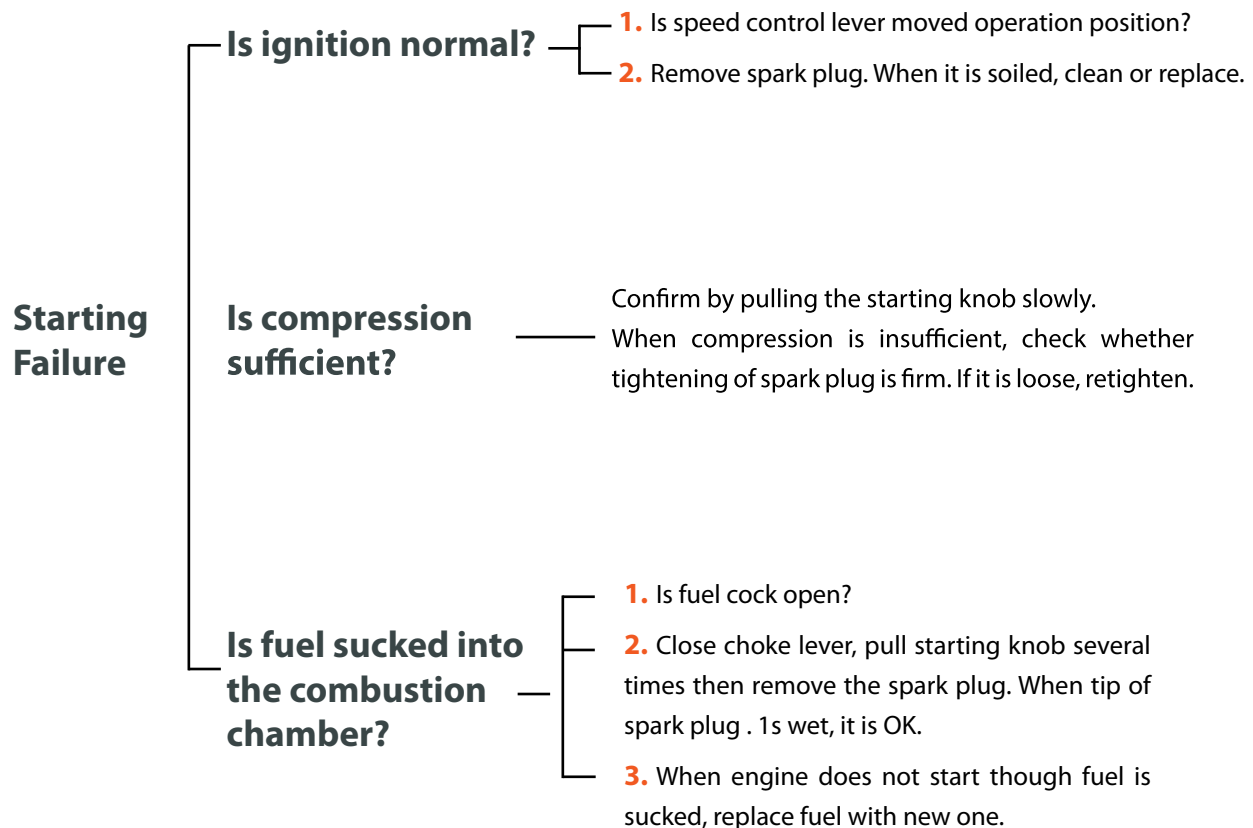 Is ignition normal?
1. Is speed control lever moved operation position?
2. Remove spark plug. When it is soiled, clean or replace.
Starting
Failure
Is compression
sufficient?
Confirm by pulling the starting knob slowly.
When compression is insufficient, check whether
tightening of spark plug is firm. If it is loose, retighten.
Is fuel sucked into
the combustion
chamber?
1. Is fuel cock open?
2. Close choke lever, pull starting knob several
times then remove the spark plug. When tip of
spark plug . 1s wet, it is OK.
3. When engine does not start though fuel is
sucked, replace fuel with new one.